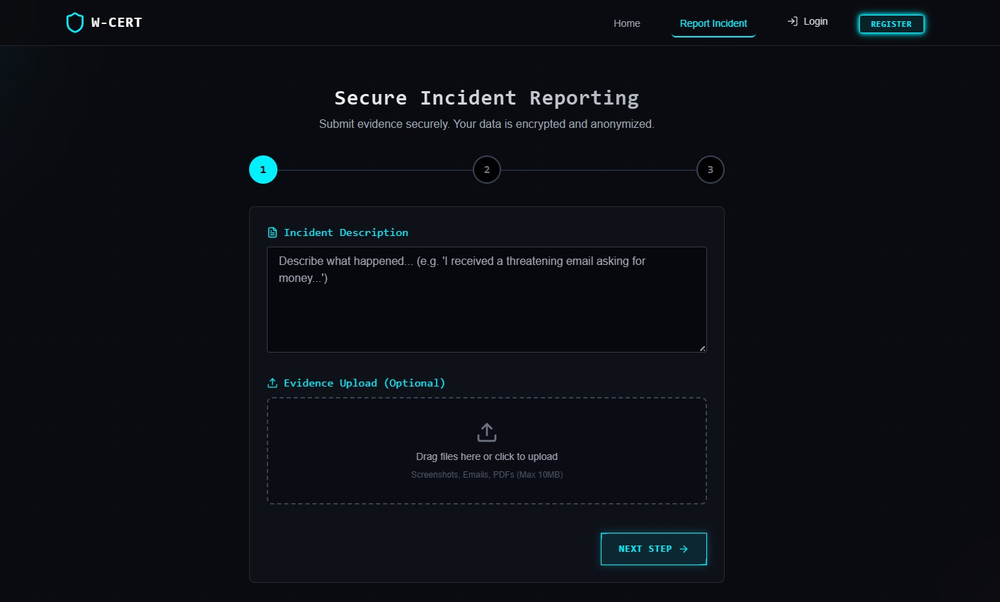 W-CERT
Home
Report Incident
Login
REGISTER
Secure Incident Reporting
Submit evidence securely. Your data is encrypted and anonymized.
1
2
3
Incident Description
Describe what happened... (e.g. 'I received a threatening email asking for
money...')
Evidence Upload (Optional)
Drag files here or click to upload
Screenshots, Emails, PDFs (Max 10MB)
NEXT STEP